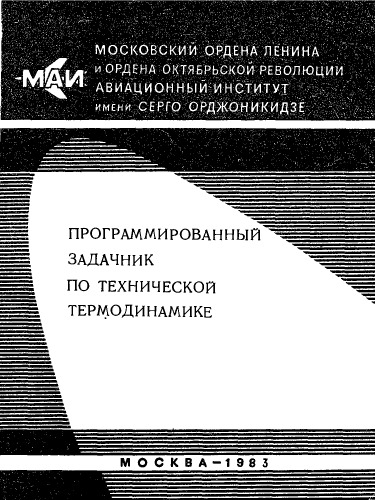 МАИ
МОСКОВСКИЙ ОРДЕНА ЛЕНИНА
И ОРДЕНА ОКТЯБРЬСКОЙ РЕВОЛЮЦИИ
АВИАЦИОННЫЙ ИНСТИТУТ
ИМЕНИ СЕРГО ОРДЖОНИКИДЗЕ
ПРОГРАММИРОВАННЫЙ
ЗАДАЧНИК
ПО ТЕХНИЧЕСКОЙ
ТЕРМОДИНАМИКЕ
МОСКВА—1983